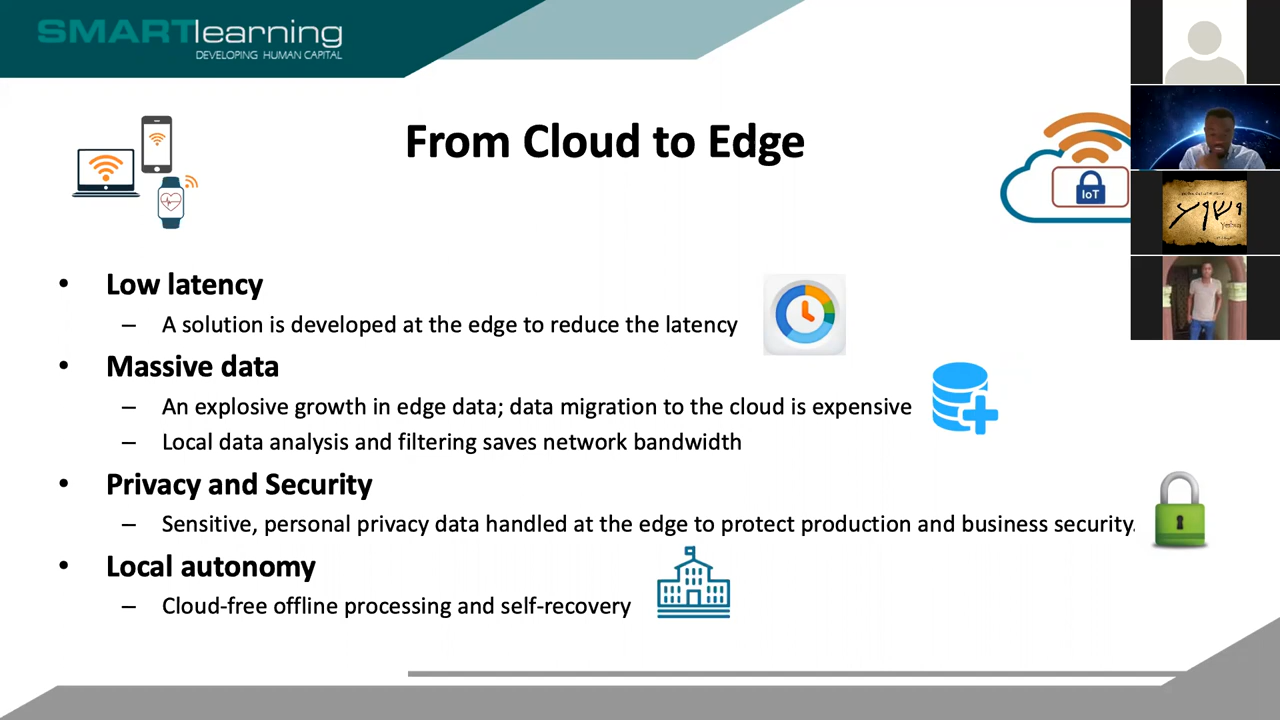 SMARTlearning
DEVELOPING HUMAN CAPITAL
From Cloud to Edge
IoT
• Low latency
– A solution is developed at the edge to reduce the latency
• Massive data
– An explosive growth in edge data; data migration to the cloud is expensive
– Local data analysis and filtering saves network bandwidth
• Privacy and Security
– Sensitive, personal privacy data handled at the edge to protect production and business security.
• Local autonomy
– Cloud-free offline processing and self-recovery